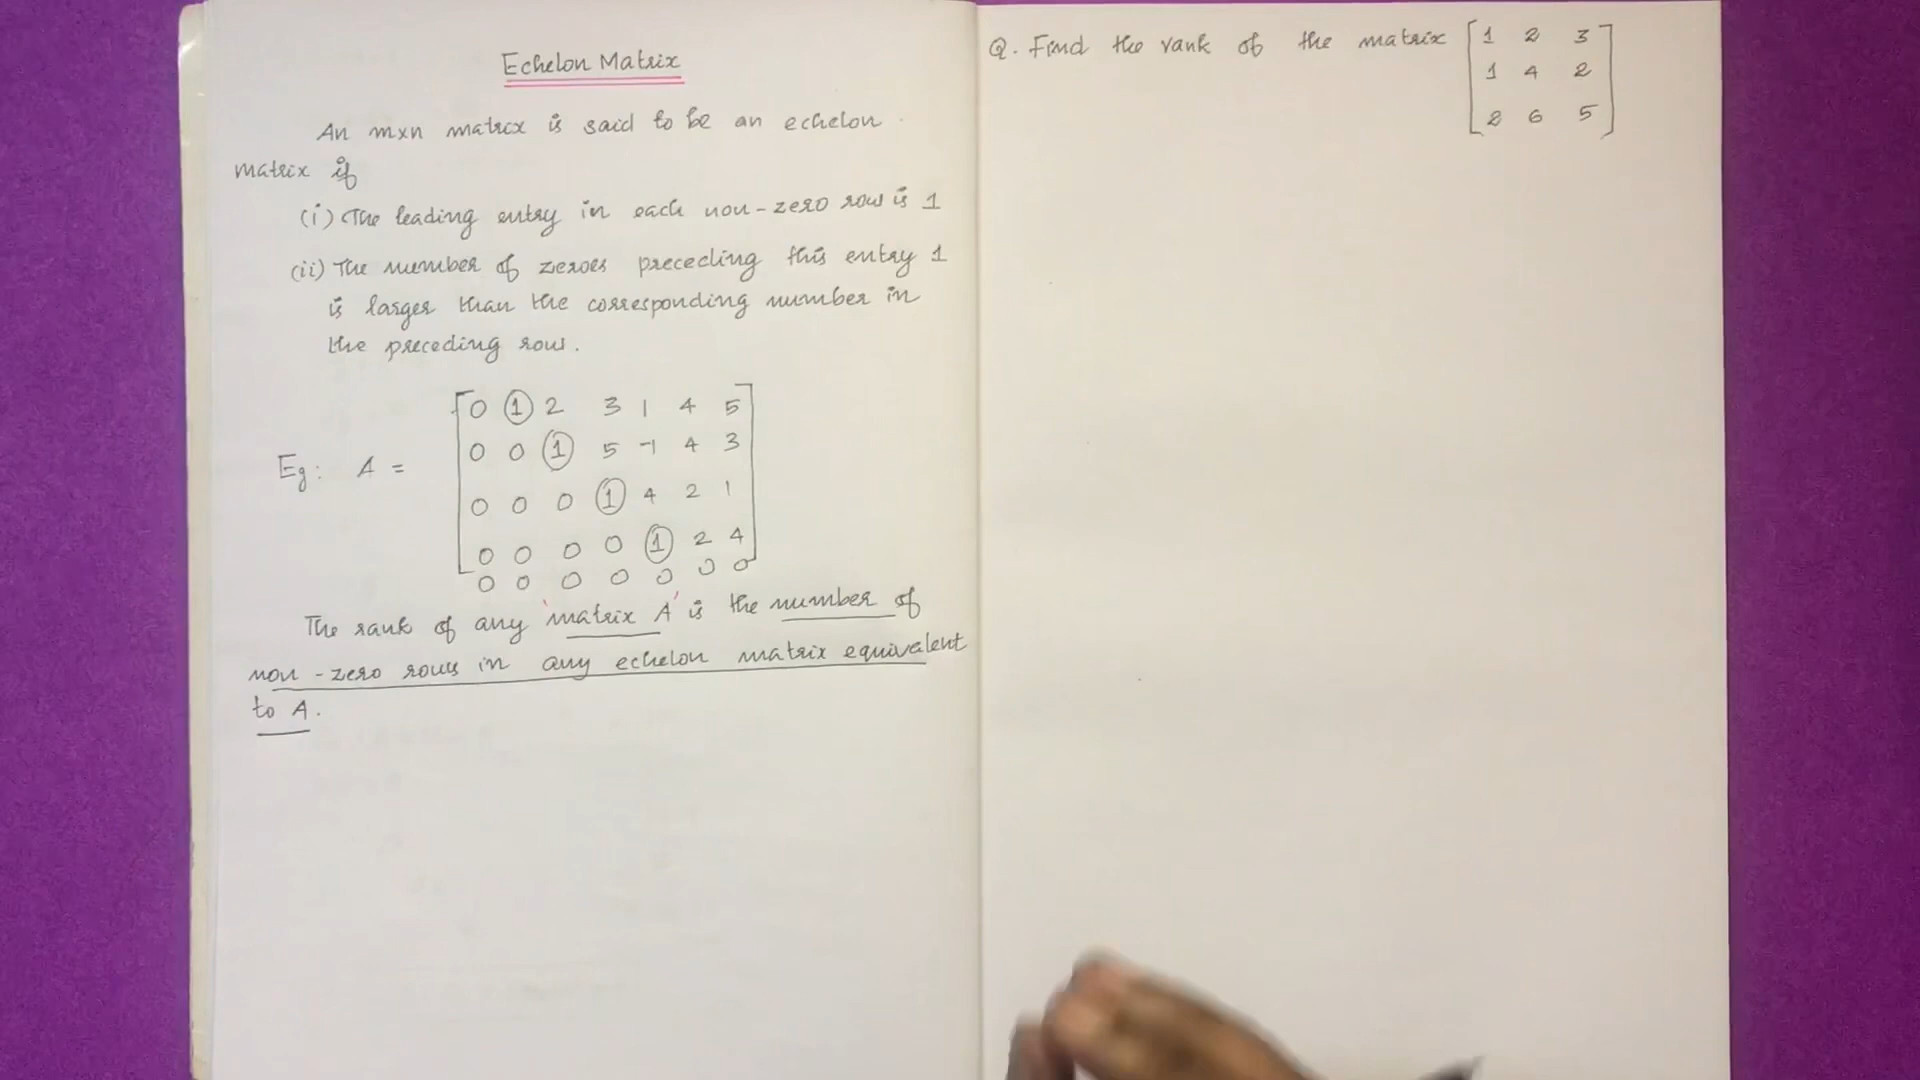 Echelon Matrix
An mxn matrix is said to be an echelon
matrix if
(i) The leading entry in each non-zero row is 1
(ii) The number of zeroes preceding this entry 1
is larger than the corresponding number in
the preceding row.
0 1 2 3 1 4 5
0 0 1 5 -1 4 3
Eg: A =
0 0 0 1 4 2 1
0 0 0 0 1 2 4
0 0 0 0 0 0 0
The rank of any 'matrix A' is the number of
non-zero rows in any echelon matrix equivalent
to A.
Q. Find the rank of the matrix 1 2 3
1 4 2
2 6 5